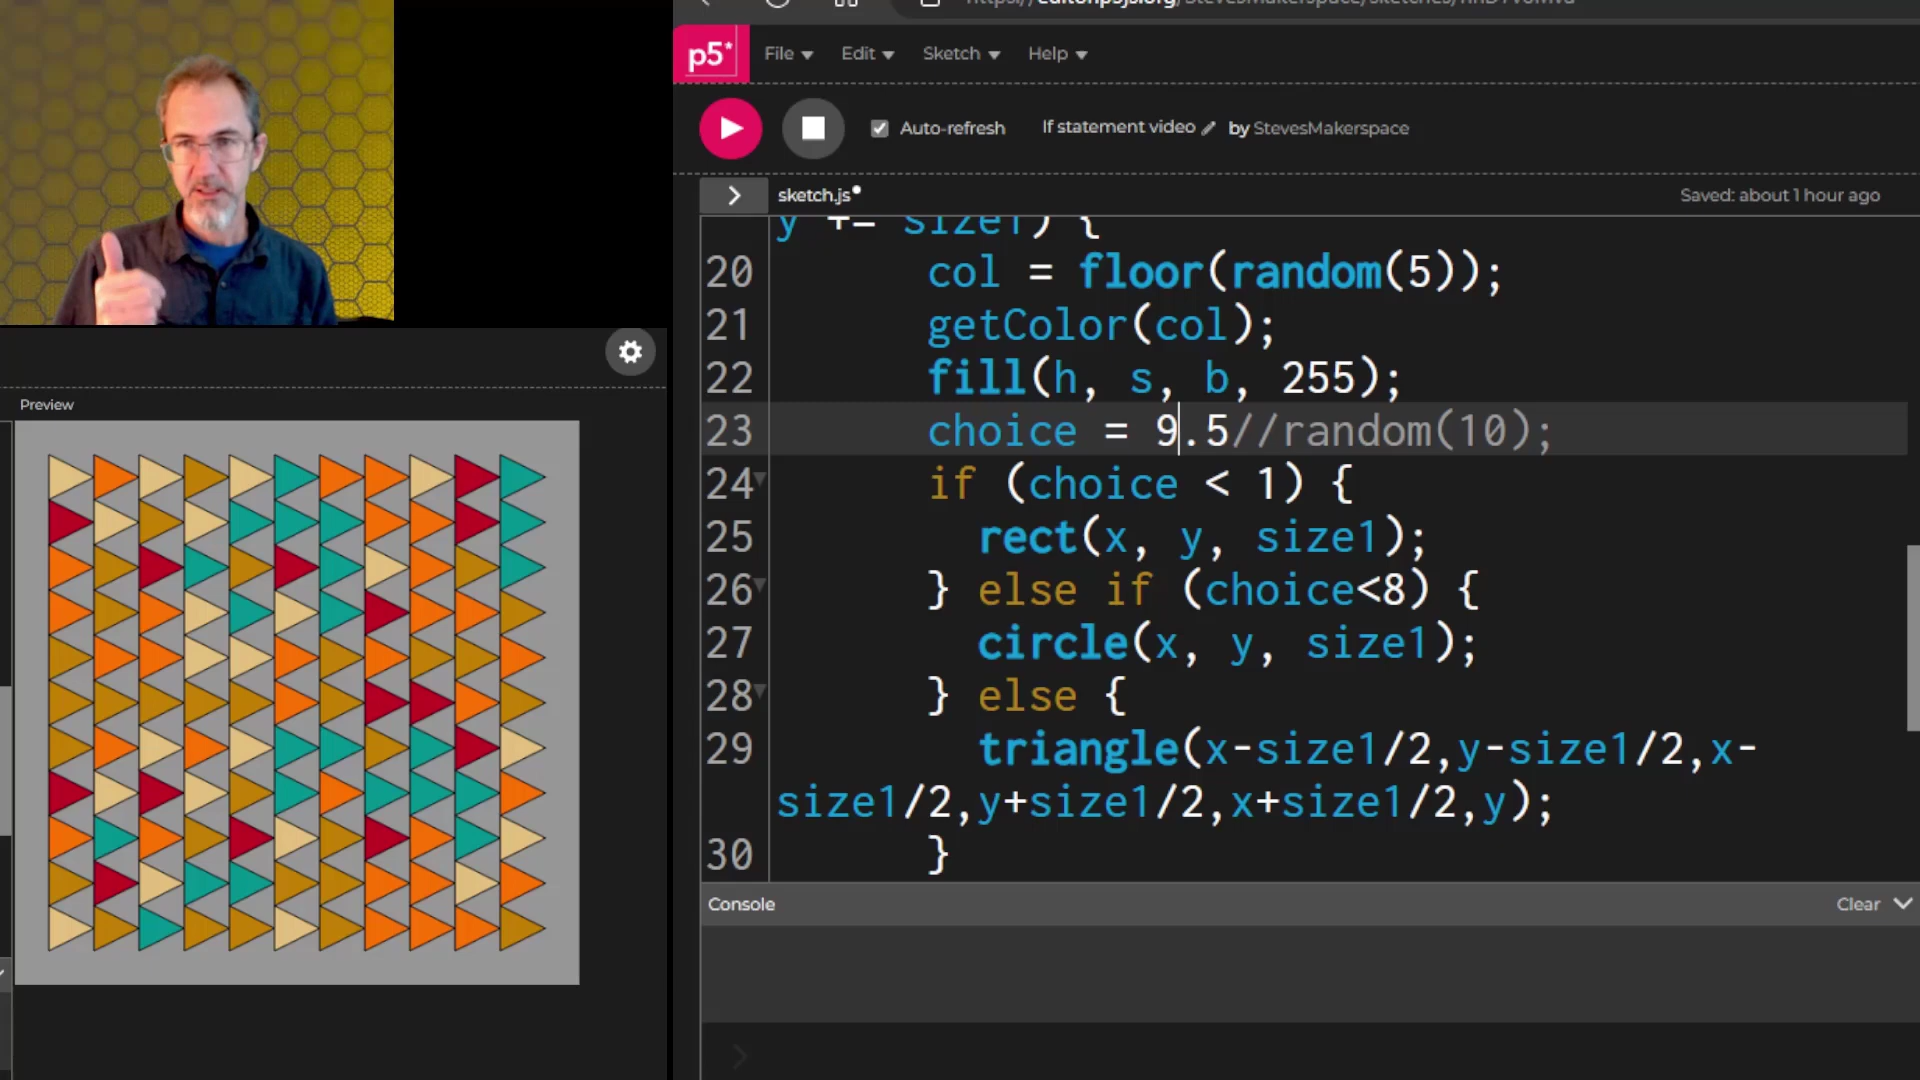 p5*
File
Edit
Sketch
Help
Auto-refresh
If statement video
by StevesMakerspace
sketch.js
Saved: about 1 hour ago
y += size1) {
20 col = floor(random(5));
21 getColor(col);
22 fill(h, s, b, 255);
23 choice = 9.5//random(10);
24 if (choice < 1) {
25 rect(x, y, size1);
26 } else if (choice<8) {
27 circle(x, y, size1);
28 } else {
29 triangle(x-size1/2,y-size1/2,x-
size1/2,y+size1/2,x+size1/2,y);
30 }
Console
Clear
Preview